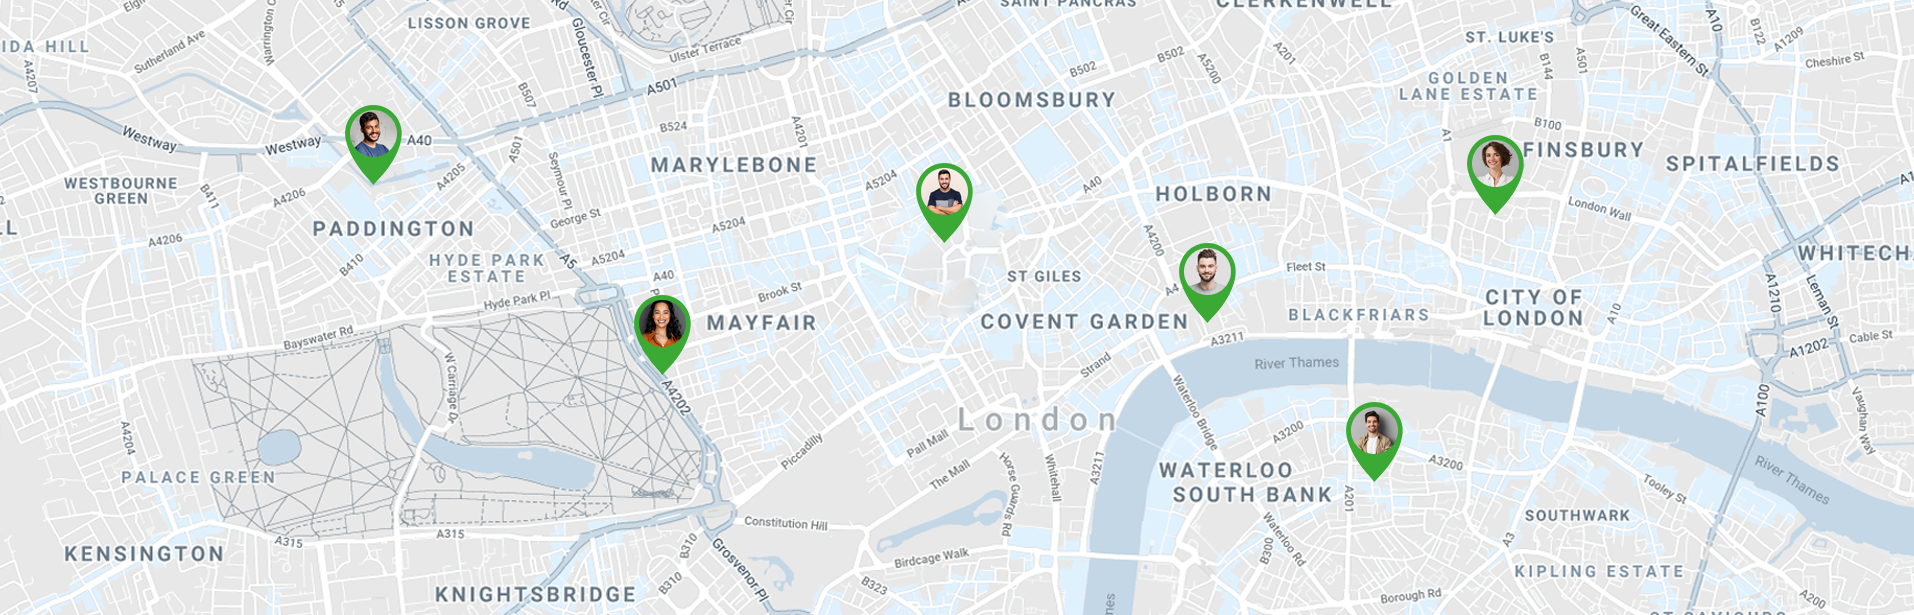 SAINT PANCRAS
CLERKENWELL
LISSON GROVE
Sutherland Ave
Warrington C
Gloucester Pl
Ulster Terrace
er Cir
IDA HILL
A4207
ST. LUKE'S
Great Eastern St
A10
B122
A1209
Cheshire St
B144
A501
A201
A5200
B502
B502
GOLDEN
LANE ESTATE
BLOOMSBURY
A501
B507
B524
A4201
A501
A1
B100
Westway
Westway
A40
FINSBURY
SPITALFIELDS
MARYLEBONE
A5204
A4205
A40
HOLBORN
WESTBOURNE
GREEN
B411
A4206
Seymour Pl
George St
A5204
London Wall
PADDINGTON
A4206
A4200
WHITECH
HYDE PARK
ESTATE
B410
A5
A5204
A40
ST GILES
Fleet St
A4
A1210
Leman St
Hyde Park Pl
Brook St
CITY OF
LONDON
A10
MAYFAIR
COVENT GARDEN
BLACKFRIARS
Bayswater Rd
A3211
Cable St
A1202
W Carriage Dr
Strand
River Thames
A4202
A100
Waterloo Bridge
London
Vaughan Way
A4204
Piccadilly
Pall Mall
A3200
A3200
The Mall
Horse Guards Rd
Whitehall
A3211
WATERLOO
SOUTH BANK
River Thames
PALACE GREEN
A201
Tooley St
Constitution Hill
SOUTHWARK
A315
A315
KENSINGTON
B310
Grosvenor Pl
Birdcage Walk
Waterloo Rd
B300
A3
B310
B323
KIPLING ESTATE
KNIGHTSBRIDGE
Borough Rd